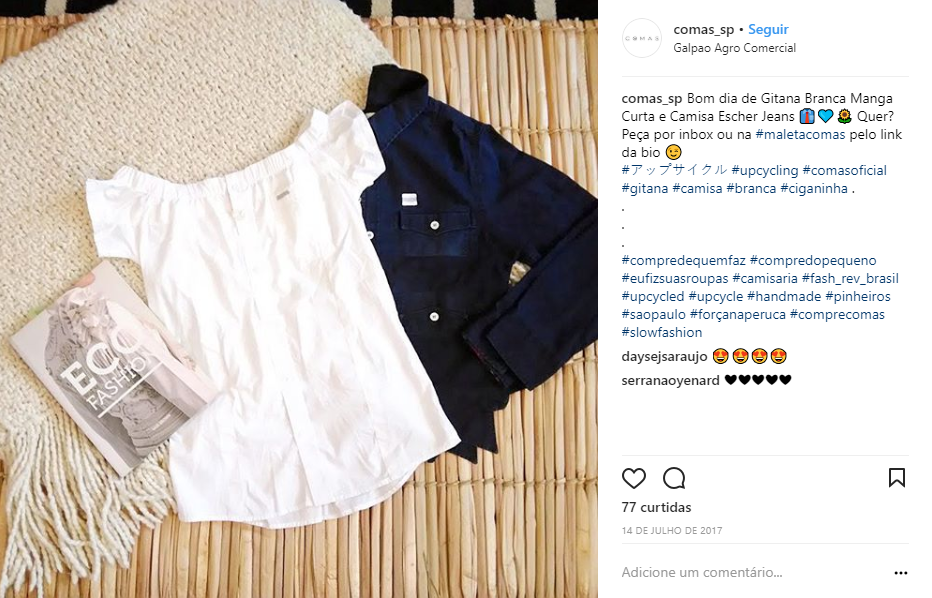 ECO
FASHION
COMAS
comas_sp • Seguir
Galpao Agro Comercial
comas_sp Bom dia de Gitana Branca Manga
Curta e Camisa Escher Jeans 👔💙🌻 Quer?
Peça por inbox ou na #maletacomas pelo link
da bio 😉
#アップサイクル #upcycling #comasoficial
#gitana #camisa #branca #ciganinha .
.
.
.
#compredequemfaz #compredopequeno
#eufizsuasroupas #camisaria #fash_rev_brasil
#upcycled #upcycle #handmade #pinheiros
#saopaulo #forçanaperuca #comprecomas
#slowfashion
daysejsaraujo 🤩🤩🤩🤩
serranaoyenard 🖤🖤🖤🖤🖤
77 curtidas
14 DE JULHO DE 2017
Adicione um comentário...